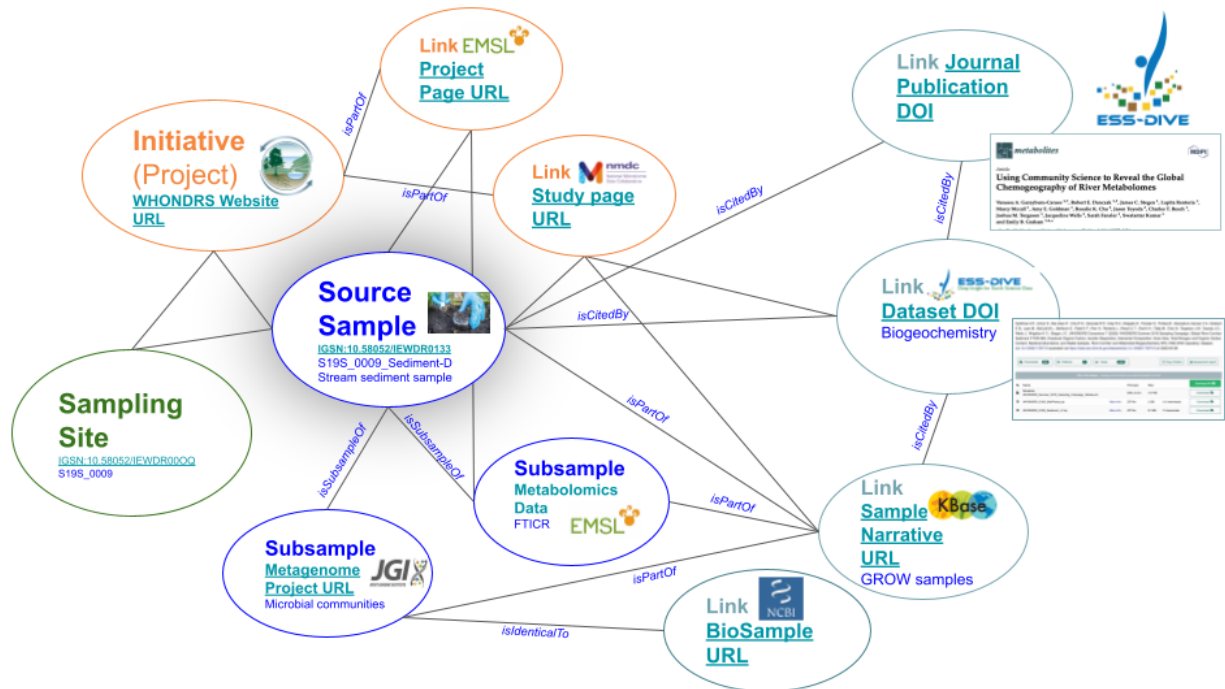 Link EMSL
Project
Page URL
isPartOf
Initiative
(Project)
WHONDRS Website
URL
isPartOf
Link nmdc
Study page
URL
Link Journal
Publication
DOI
ESS-DIVE
metabolites
MDPI
Article
Using Community Science to Reveal the Global
Chemogeography of River Metabolomes
isCitedBy
isCitedBy
Source
Sample
IGSN:10.58052/IEWDR0133
S19S_0009_Sediment-D
Stream sediment sample
isCitedBy
Link ESS-DIVE
Dataset DOI
Biogeochemistry
Sampling
Site
IGSN:10.58052/IEWDR00OQ
S19S_0009
isSubsampleOf
isSubsampleOf
isPartOf
isCitedBy
Subsample
Metabolomics
Data
FTICR
EMSL
isPartOf
Link
Sample
Narrative
URL
KBase
GROW samples
Subsample
Metagenome
Project URL
Microbial communities
JGI
isPartOf
isIdenticalTo
Link
NCBI
BioSample
URL